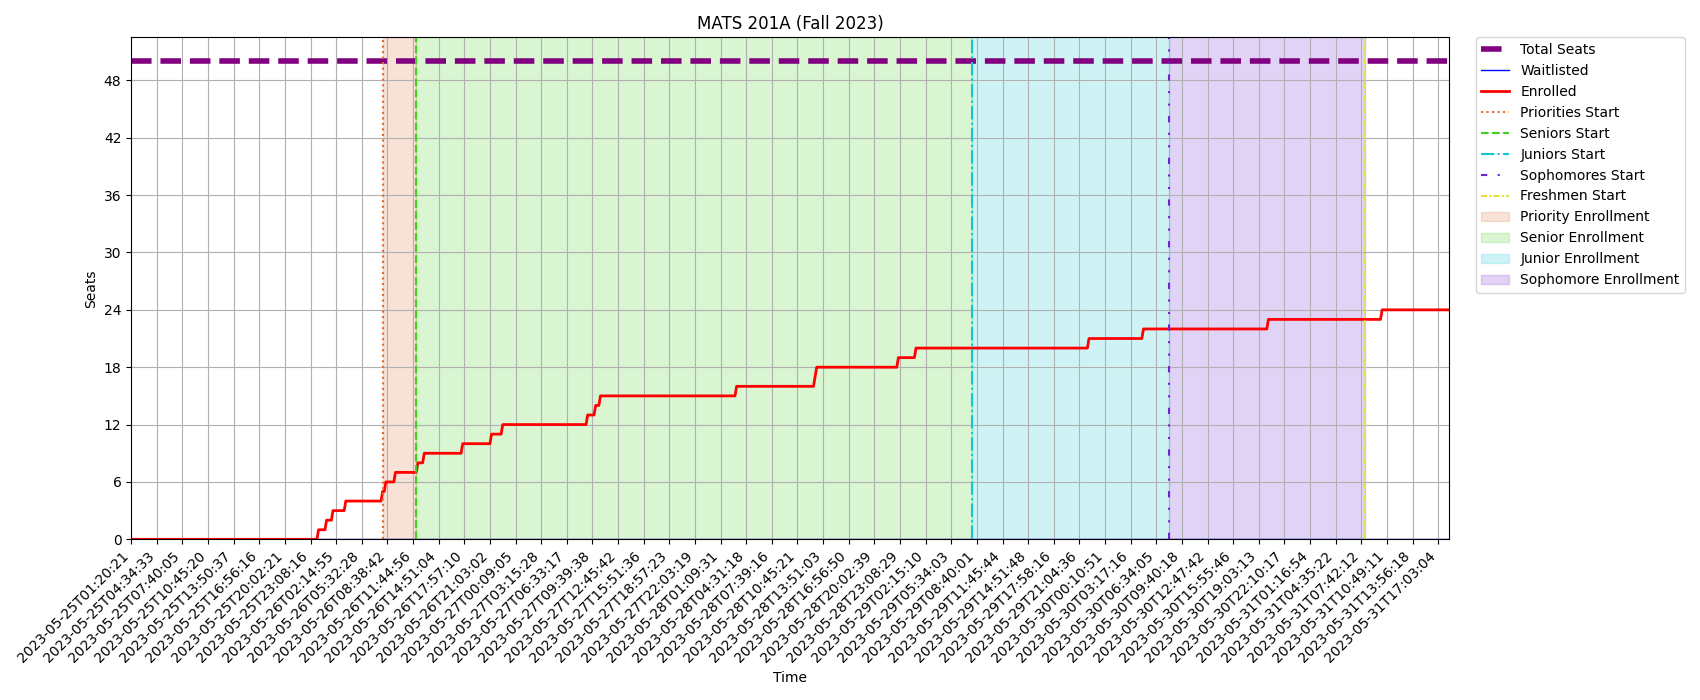 MATS 201A (Fall 2023)
Total Seats
Waitlisted
Enrolled
Priorities Start
Seniors Start
Juniors Start
Sophomores Start
Freshmen Start
Priority Enrollment
Senior Enrollment
Junior Enrollment
Sophomore Enrollment
Seats
48
42
36
30
24
18
12
6
0
2023-05-25T01:20:21
2023-05-25T04:34:33
2023-05-25T07:40:05
2023-05-25T10:45:20
2023-05-25T13:50:37
2023-05-25T16:56:16
2023-05-25T20:02:21
2023-05-25T23:08:16
2023-05-26T02:14:55
2023-05-26T05:32:28
2023-05-26T08:38:42
2023-05-26T11:44:56
2023-05-26T14:51:04
2023-05-26T17:57:10
2023-05-26T21:03:02
2023-05-27T00:09:05
2023-05-27T03:15:28
2023-05-27T06:33:17
2023-05-27T09:39:38
2023-05-27T12:45:42
2023-05-27T15:51:36
2023-05-27T18:57:23
2023-05-27T22:03:19
2023-05-28T01:09:31
2023-05-28T04:31:18
2023-05-28T07:39:16
2023-05-28T10:45:21
2023-05-28T13:51:03
2023-05-28T16:56:50
2023-05-28T20:02:39
2023-05-28T23:08:29
2023-05-29T02:15:10
2023-05-29T05:34:03
2023-05-29T08:40:01
2023-05-29T11:45:44
2023-05-29T14:51:48
2023-05-29T17:58:16
2023-05-29T21:04:36
2023-05-30T00:10:51
2023-05-30T03:17:16
2023-05-30T06:34:05
2023-05-30T09:40:18
2023-05-30T12:47:42
2023-05-30T15:55:46
2023-05-30T19:03:13
2023-05-30T22:10:17
2023-05-31T01:16:54
2023-05-31T04:35:22
2023-05-31T07:42:12
2023-05-31T10:49:11
2023-05-31T13:56:18
2023-05-31T17:03:04
Time